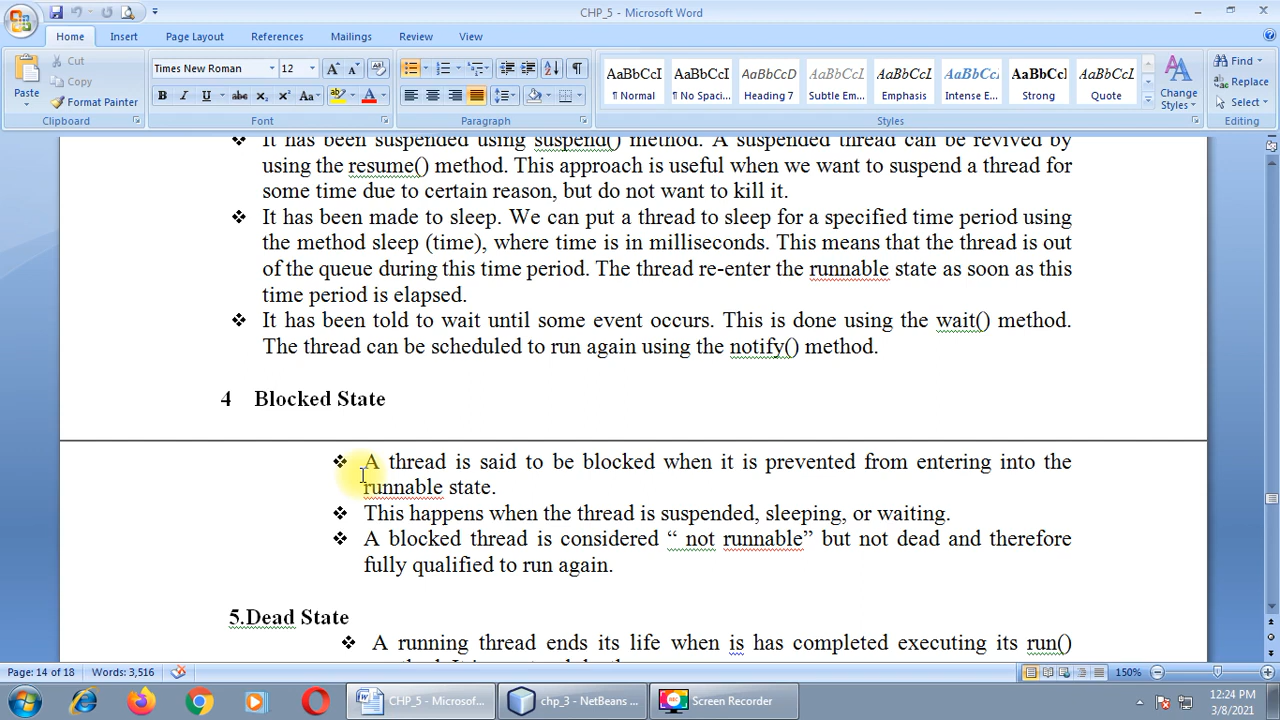 CHP_5 - Microsoft Word
Home Insert Page Layout References Mailings Review View
Paste
Cut
Copy
Format Painter
Clipboard
Times New Roman 12
Font
Paragraph
AaBbCcI AaBbCcI AaBbCcD AaBbCcI AaBbCcI AaBbCcI AaBbCcI AaBbCcI
¶ Normal ¶ No Spaci... Heading 7 Subtle Em... Emphasis Intense E... Strong Quote
Change Styles
Styles
Find
Replace
Select
Editing
❖ It has been suspended using suspend() method. A suspended thread can be revived by
using the resume() method. This approach is useful when we want to suspend a thread for
some time due to certain reason, but do not want to kill it.
❖ It has been made to sleep. We can put a thread to sleep for a specified time period using
the method sleep (time), where time is in milliseconds. This means that the thread is out
of the queue during this time period. The thread re-enter the runnable state as soon as this
time period is elapsed.
❖ It has been told to wait until some event occurs. This is done using the wait() method.
The thread can be scheduled to run again using the notify() method.
4 Blocked State
❖ A thread is said to be blocked when it is prevented from entering into the
runnable state.
❖ This happens when the thread is suspended, sleeping, or waiting.
❖ A blocked thread is considered “ not runnable” but not dead and therefore
fully qualified to run again.
5.Dead State
❖ A running thread ends its life when is has completed executing its run()
Page: 14 of 18 Words: 3,516 150%
CHP_5 - Microsoft... chp_3 - NetBeans ... Screen Recorder
12:24 PM
3/8/2021